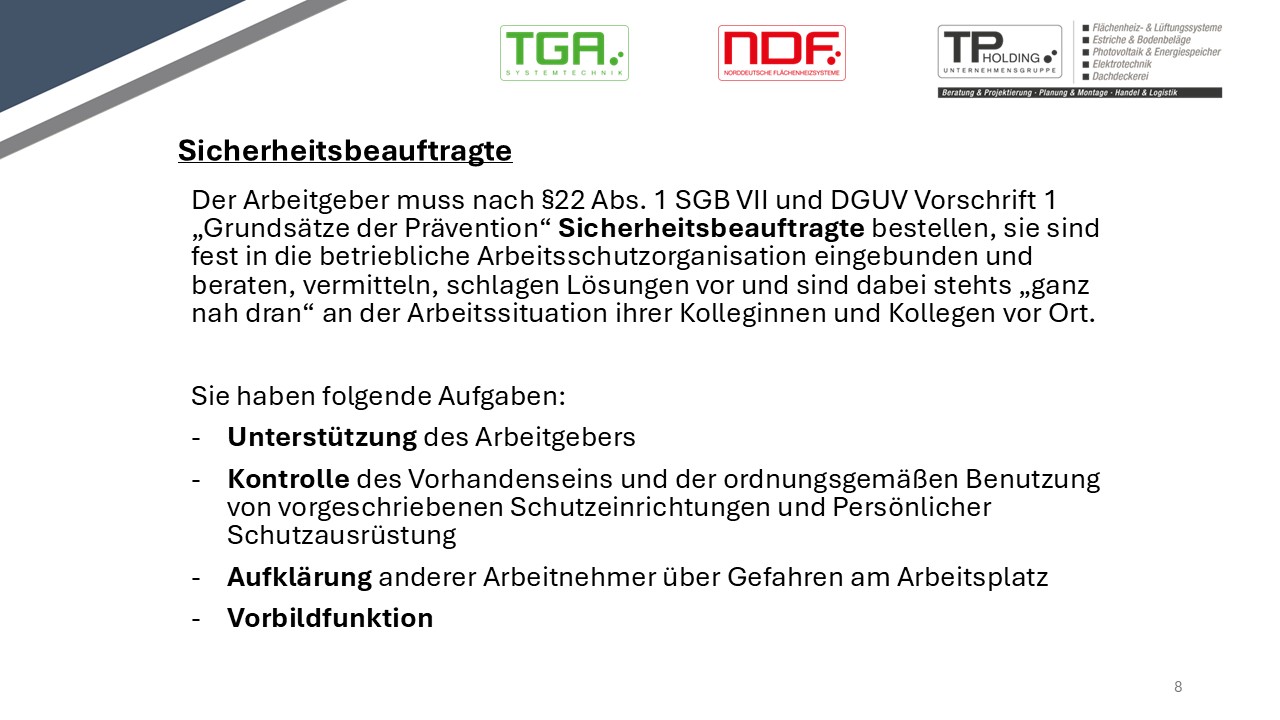 TGA
SYSTEMTECHNIK
NDF
NORDDEUTSCHE FLÄCHENHEIZSYSTEME
TP HOLDING
UNTERNEHMENSGRUPPE
■ Flächenheiz- & Lüftungssysteme
■ Estriche & Bodenbeläge
■ Photovoltaik & Energiespeicher
■ Elektrotechnik
■ Dachdeckerei
Beratung & Projektierung · Planung & Montage · Handel & Logistik
Sicherheitsbeauftragte
Der Arbeitgeber muss nach §22 Abs. 1 SGB VII und DGUV Vorschrift 1
„Grundsätze der Prävention“ Sicherheitsbeauftragte bestellen, sie sind
fest in die betriebliche Arbeitsschutzorganisation eingebunden und
beraten, vermitteln, schlagen Lösungen vor und sind dabei stehts „ganz
nah dran“ an der Arbeitssituation ihrer Kolleginnen und Kollegen vor Ort.
Sie haben folgende Aufgaben:
- Unterstützung des Arbeitgebers
- Kontrolle des Vorhandenseins und der ordnungsgemäßen Benutzung
von vorgeschriebenen Schutzeinrichtungen und Persönlicher
Schutzausrüstung
- Aufklärung anderer Arbeitnehmer über Gefahren am Arbeitsplatz
- Vorbildfunktion
8